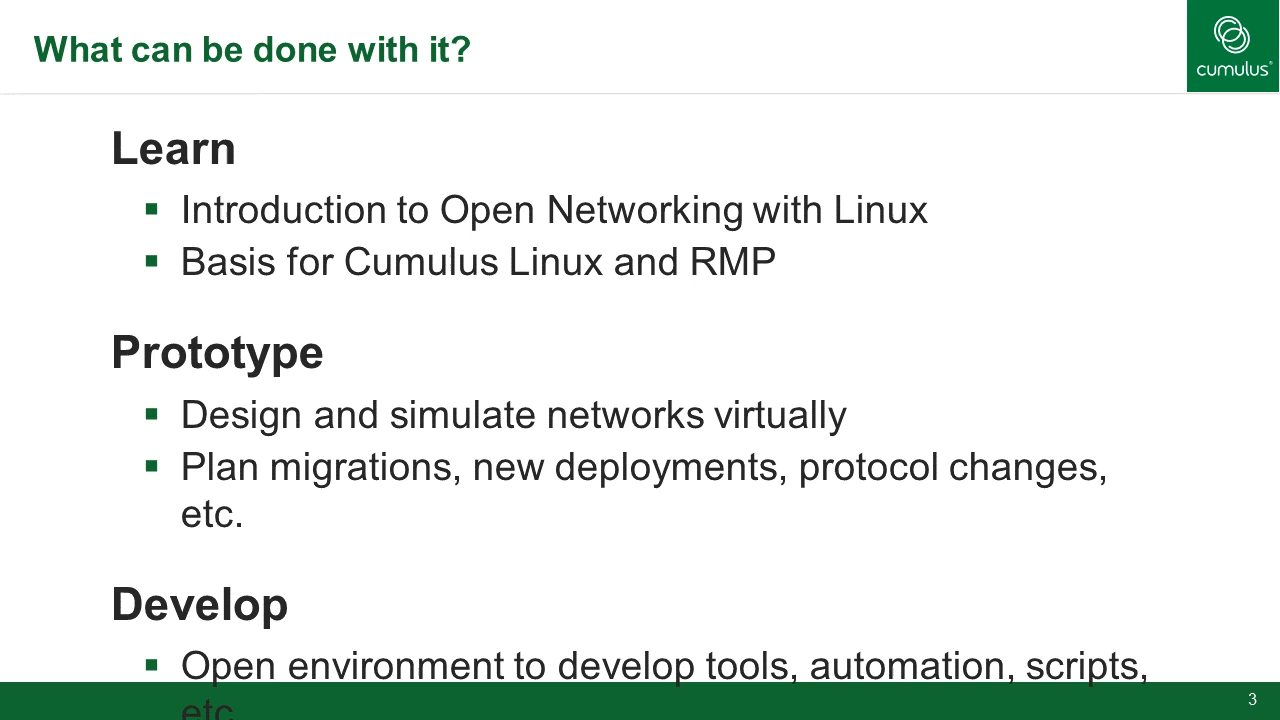 What can be done with it?
cumulus®
Learn
Introduction to Open Networking with Linux
Basis for Cumulus Linux and RMP
Prototype
Design and simulate networks virtually
Plan migrations, new deployments, protocol changes,
etc.
Develop
Open environment to develop tools, automation, scripts,
etc
3